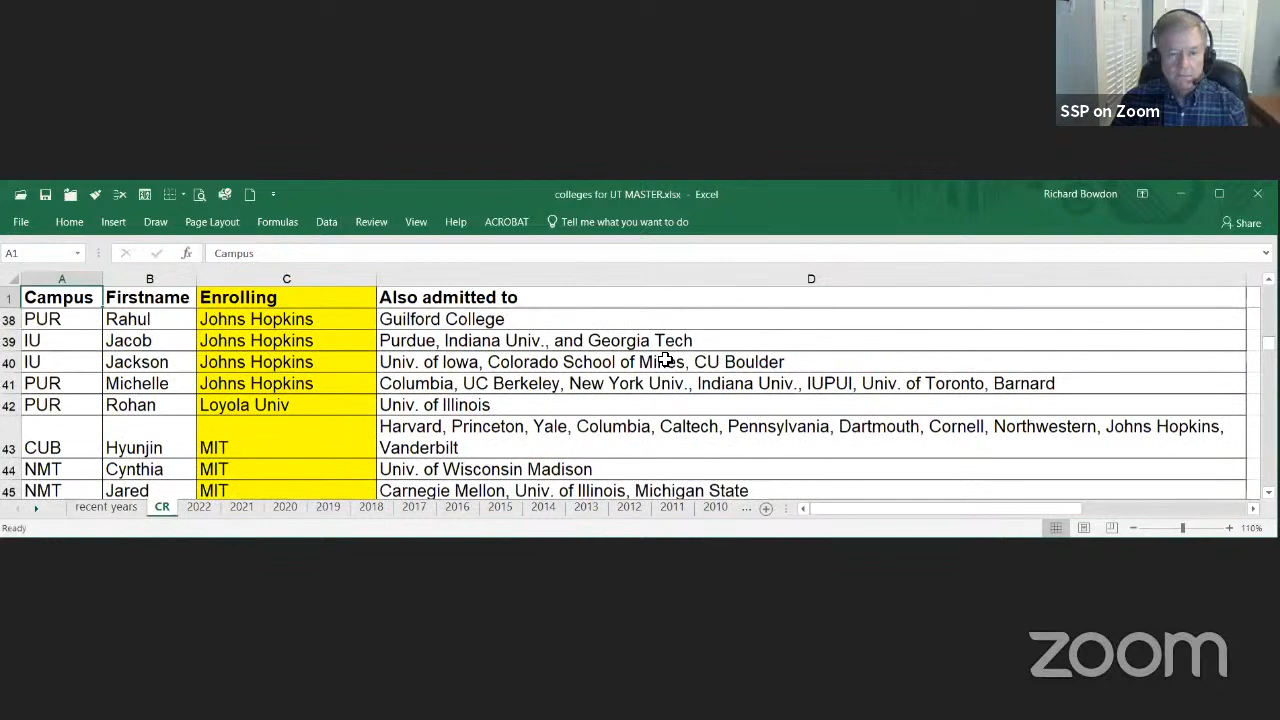 SSP on Zoom
colleges for UT MASTER.xlsx - Excel
Richard Bowdon
File Home Insert Draw Page Layout Formulas Data Review View Help ACROBAT Tell me what you want to do Share
A1 fx Campus
A B C D
1 Campus Firstname Enrolling Also admitted to
38 PUR Rahul Johns Hopkins Guilford College
39 IU Jacob Johns Hopkins Purdue, Indiana Univ., and Georgia Tech
40 IU Jackson Johns Hopkins Univ. of Iowa, Colorado School of Mines, CU Boulder
41 PUR Michelle Johns Hopkins Columbia, UC Berkeley, New York Univ., Indiana Univ., IUPUI, Univ. of Toronto, Barnard
42 PUR Rohan Loyola Univ Univ. of Illinois
Harvard, Princeton, Yale, Columbia, Caltech, Pennsylvania, Dartmouth, Cornell, Northwestern, Johns Hopkins,
43 CUB Hyunjin MIT Vanderbilt
44 NMT Cynthia MIT Univ. of Wisconsin Madison
45 NMT Jared MIT Carnegie Mellon, Univ. of Illinois, Michigan State
recent years CR 2022 2021 2020 2019 2018 2017 2016 2015 2014 2013 2012 2011 2010 ...
Ready 110%
zoom